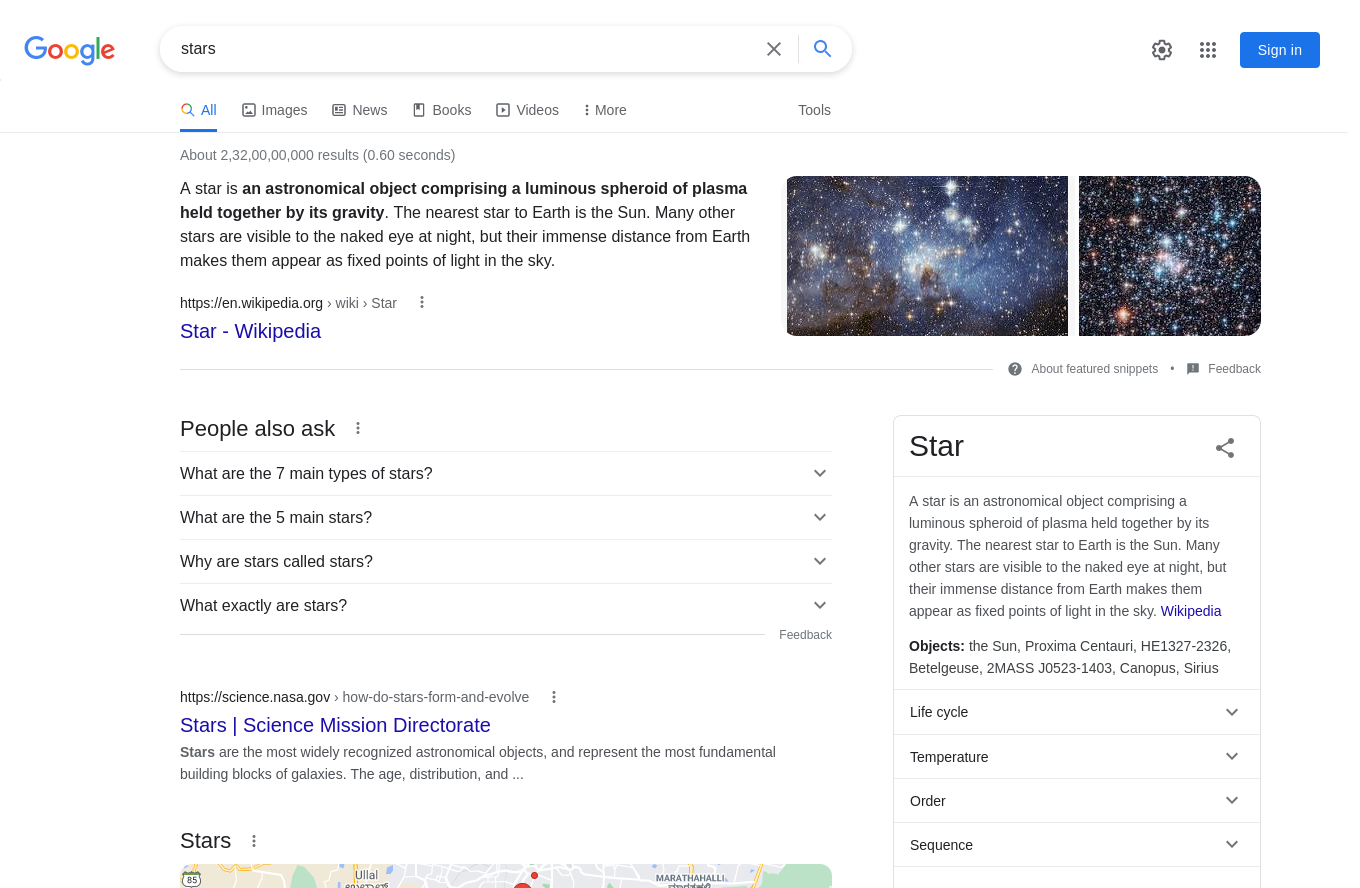 Google
stars
Sign in
All
Images
News
Books
Videos
More
Tools
About 2,32,00,00,000 results (0.60 seconds)
A star is an astronomical object comprising a luminous spheroid of plasma
held together by its gravity. The nearest star to Earth is the Sun. Many other
stars are visible to the naked eye at night, but their immense distance from Earth
makes them appear as fixed points of light in the sky.
https://en.wikipedia.org › wiki › Star
Star - Wikipedia
About featured snippets • Feedback
People also ask
What are the 7 main types of stars?
What are the 5 main stars?
Why are stars called stars?
What exactly are stars?
Feedback
https://science.nasa.gov › how-do-stars-form-and-evolve
Stars | Science Mission Directorate
Stars are the most widely recognized astronomical objects, and represent the most fundamental
building blocks of galaxies. The age, distribution, and ...
Stars
85
Ullal
MARATHAHALLI
Star
A star is an astronomical object comprising a
luminous spheroid of plasma held together by its
gravity. The nearest star to Earth is the Sun. Many
other stars are visible to the naked eye at night, but
their immense distance from Earth makes them
appear as fixed points of light in the sky. Wikipedia
Objects: the Sun, Proxima Centauri, HE1327-2326,
Betelgeuse, 2MASS J0523-1403, Canopus, Sirius
Life cycle
Temperature
Order
Sequence